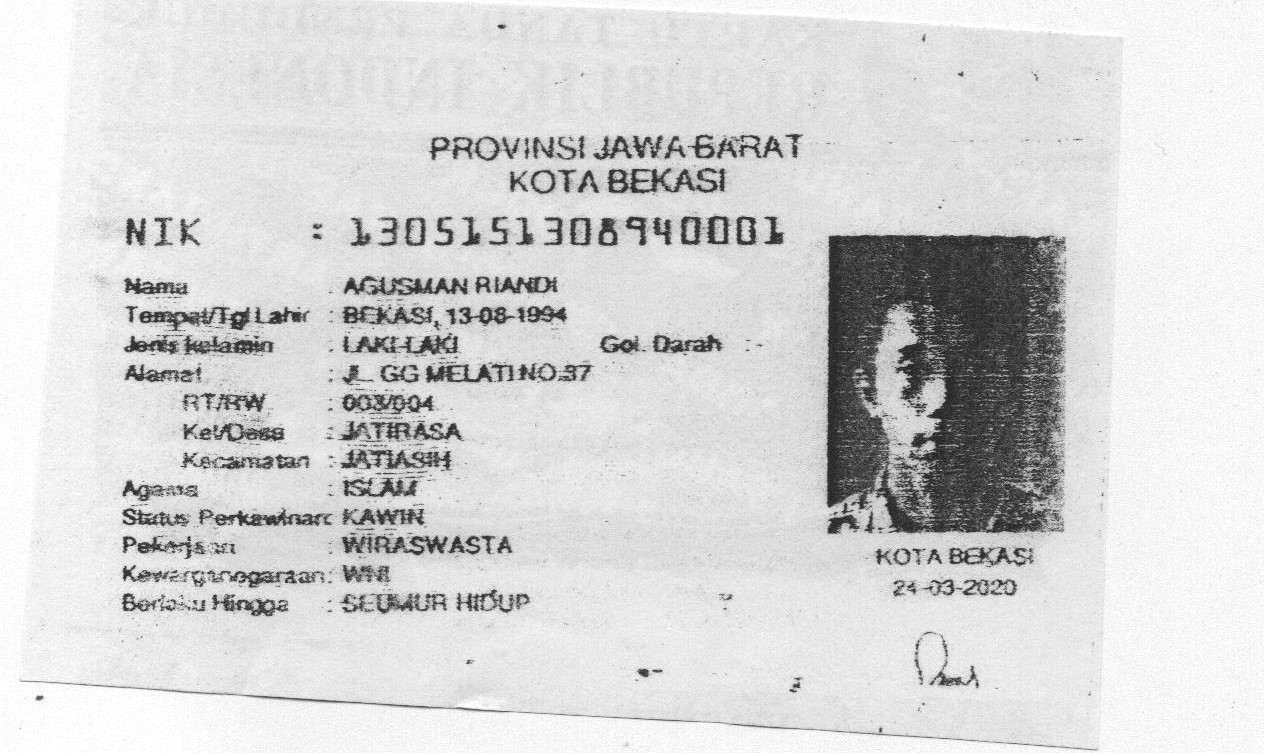 PROVINSI JAWA BARAT
KOTA BEKASI
NIK : 1305151308940001
Nama : AGUSMAN RIANDI
Tempat/Tgl Lahir : BEKASI, 13-08-1994
Jenis kelamin : LAKI-LAKI Gol. Darah : -
Alamat : JL. GG MELATI NO.37
RT/RW : 003/004
Kel/Desa : JATIRASA
Kecamatan : JATIASIH
Agama : ISLAM
Status Perkawinan: KAWIN
Pekerjaan : WIRASWASTA
Kewarganegaraan: WNI
Berlaku Hingga : SEUMUR HIDUP
KOTA BEKASI
24-03-2020